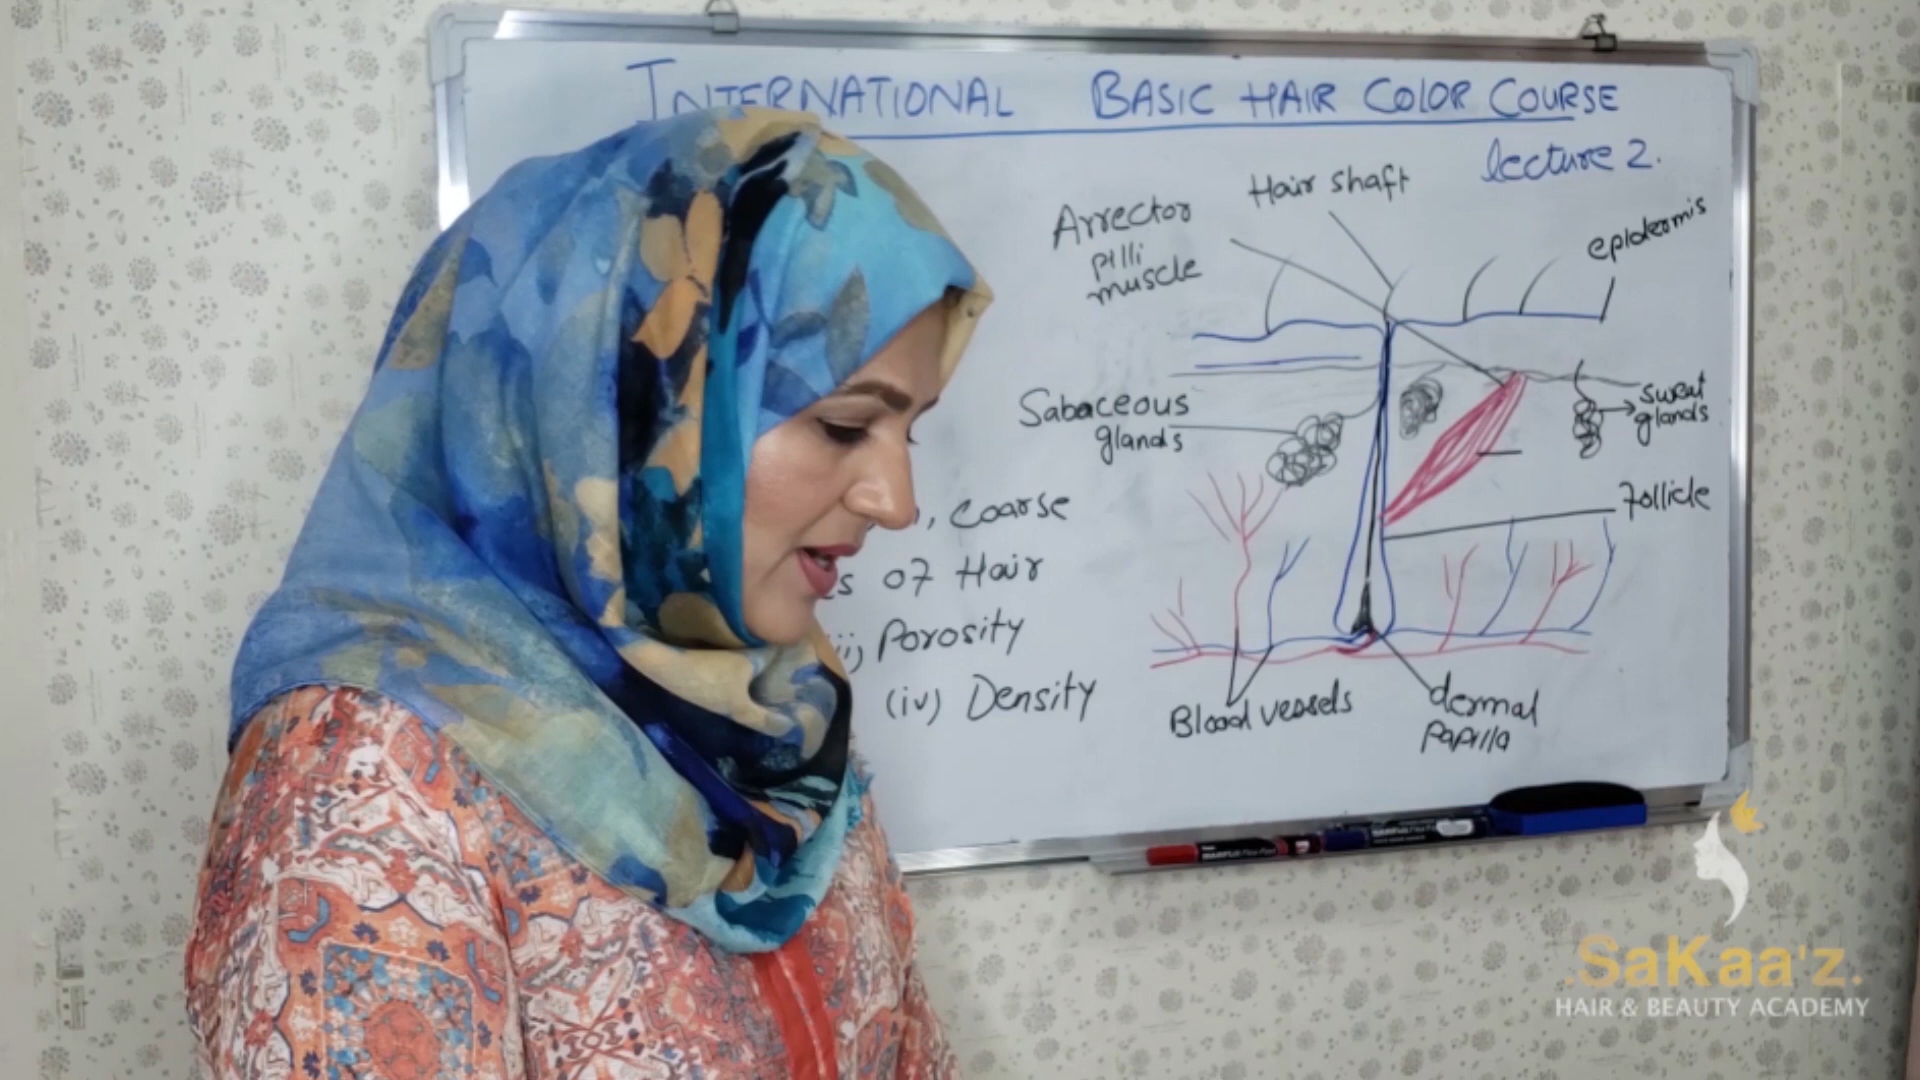 INTERNATIONAL BASIC HAIR COLOR COURSE
lecture 2.
Hair shaft
Arrector
pilli
muscle
epidermis
Sabaceous
glands
sweat
glands
, coarse
Follicle
of Hair
Porosity
(iv) Density
Blood vessels
dermal
Papilla
.SaKaa'z.
HAIR & BEAUTY ACADEMY